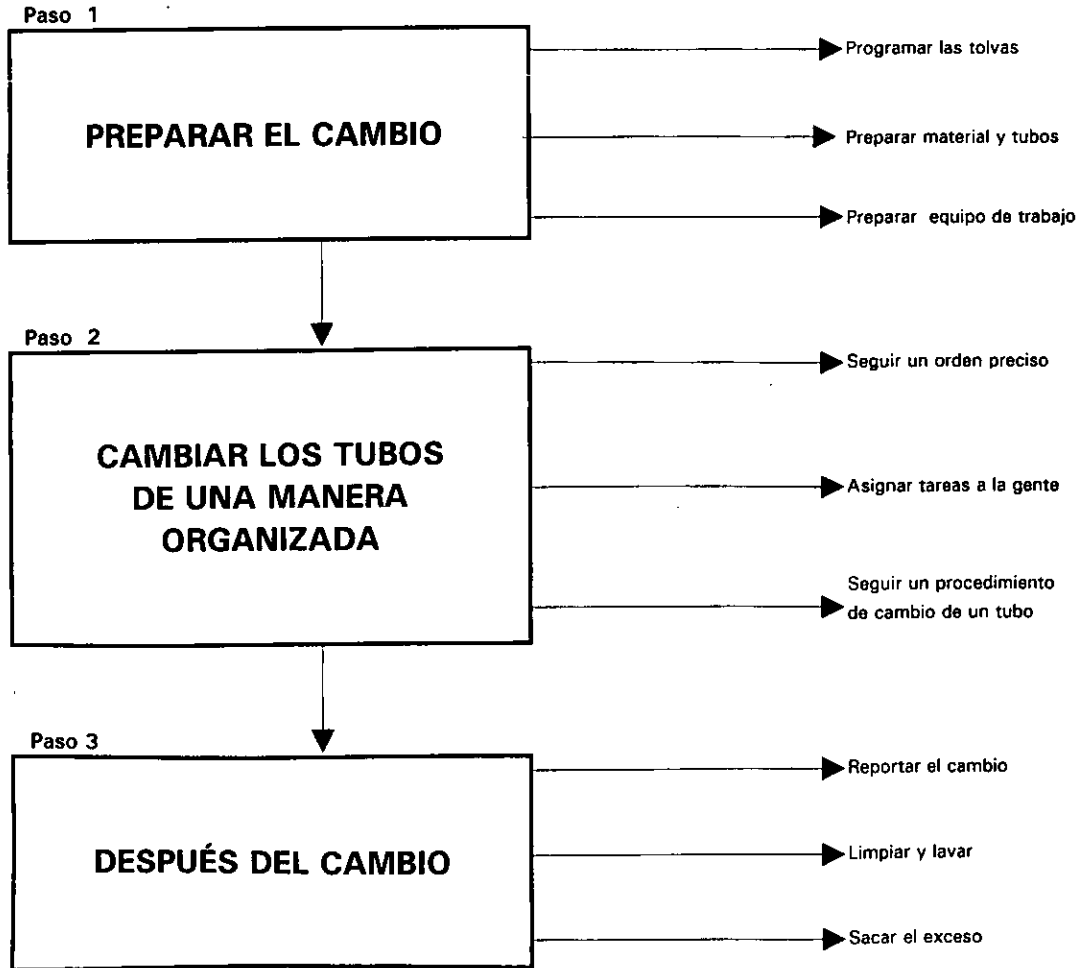 Paso 1
PREPARAR EL CAMBIO
Programar las tolvas
Preparar material y tubos
Preparar equipo de trabajo
Paso 2
CAMBIAR LOS TUBOS
DE UNA MANERA
ORGANIZADA
Seguir un orden preciso
Asignar tareas a la gente
Seguir un procedimiento
de cambio de un tubo
Paso 3
DESPUÉS DEL CAMBIO
Reportar el cambio
Limpiar y lavar
Sacar el exceso